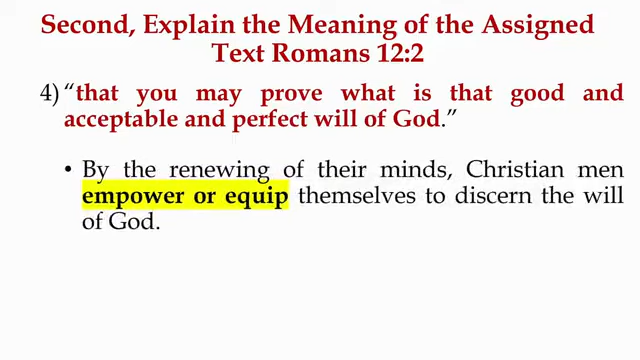 Second, Explain the Meaning of the Assigned
Text Romans 12:2
4) “that you may prove what is that good and
acceptable and perfect will of God.”
• By the renewing of their minds, Christian men
empower or equip themselves to discern the will
of God.